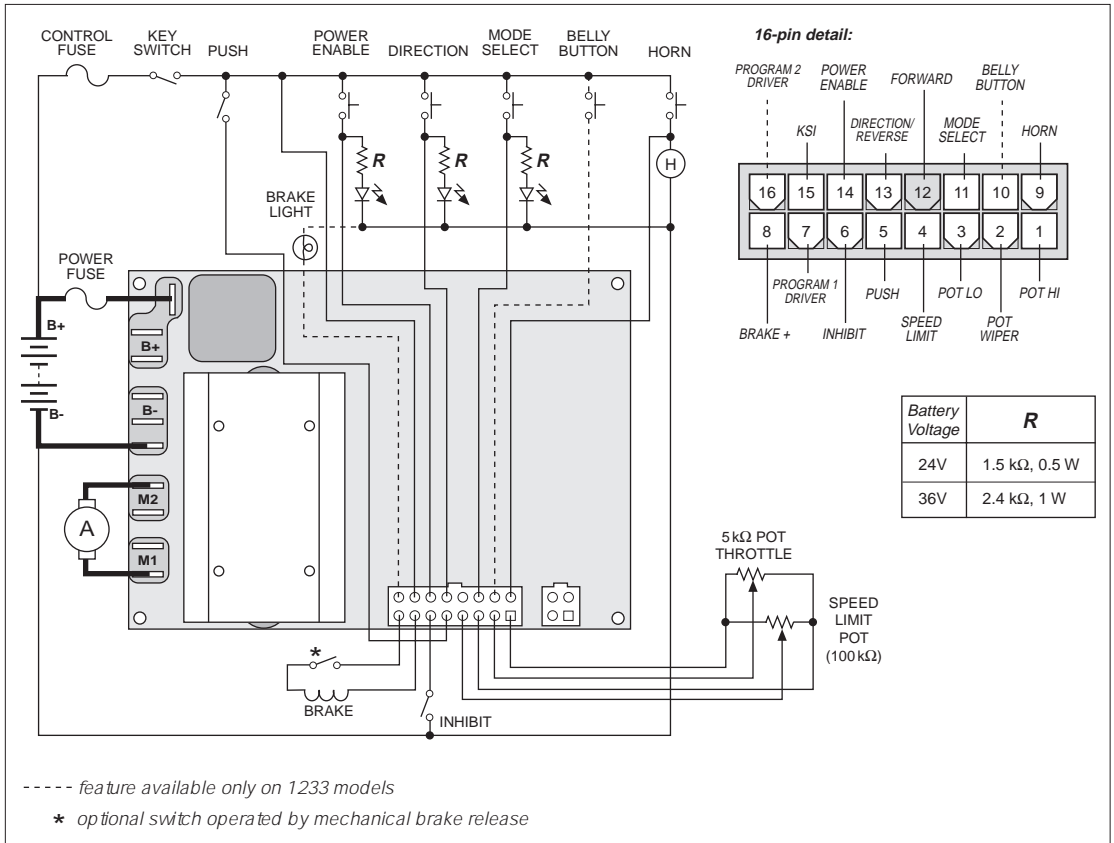 CONTROL
FUSE
KEY
SWITCH
PUSH
POWER
ENABLE
DIRECTION
MODE
SELECT
BELLY
BUTTON
HORN
R
R
R
H
BRAKE
LIGHT
POWER
FUSE
B+
B+
B-
B-
M2
A
M1
5 kΩ POT
THROTTLE
SPEED
LIMIT
POT
(100 kΩ)
*
BRAKE
INHIBIT
16-pin detail:
PROGRAM 2
DRIVER
POWER
ENABLE
FORWARD
BELLY
BUTTON
KSI
DIRECTION/
REVERSE
MODE
SELECT
HORN
16 15 14 13 12 11 10 9
8 7 6 5 4 3 2 1
PROGRAM 1
DRIVER
PUSH
POT LO
POT HI
BRAKE +
INHIBIT
SPEED
LIMIT
POT
WIPER
Battery
Voltage
R
24V 1.5 kΩ, 0.5 W
36V 2.4 kΩ, 1 W
----- feature available only on 1233 models
* optional switch operated by mechanical brake release